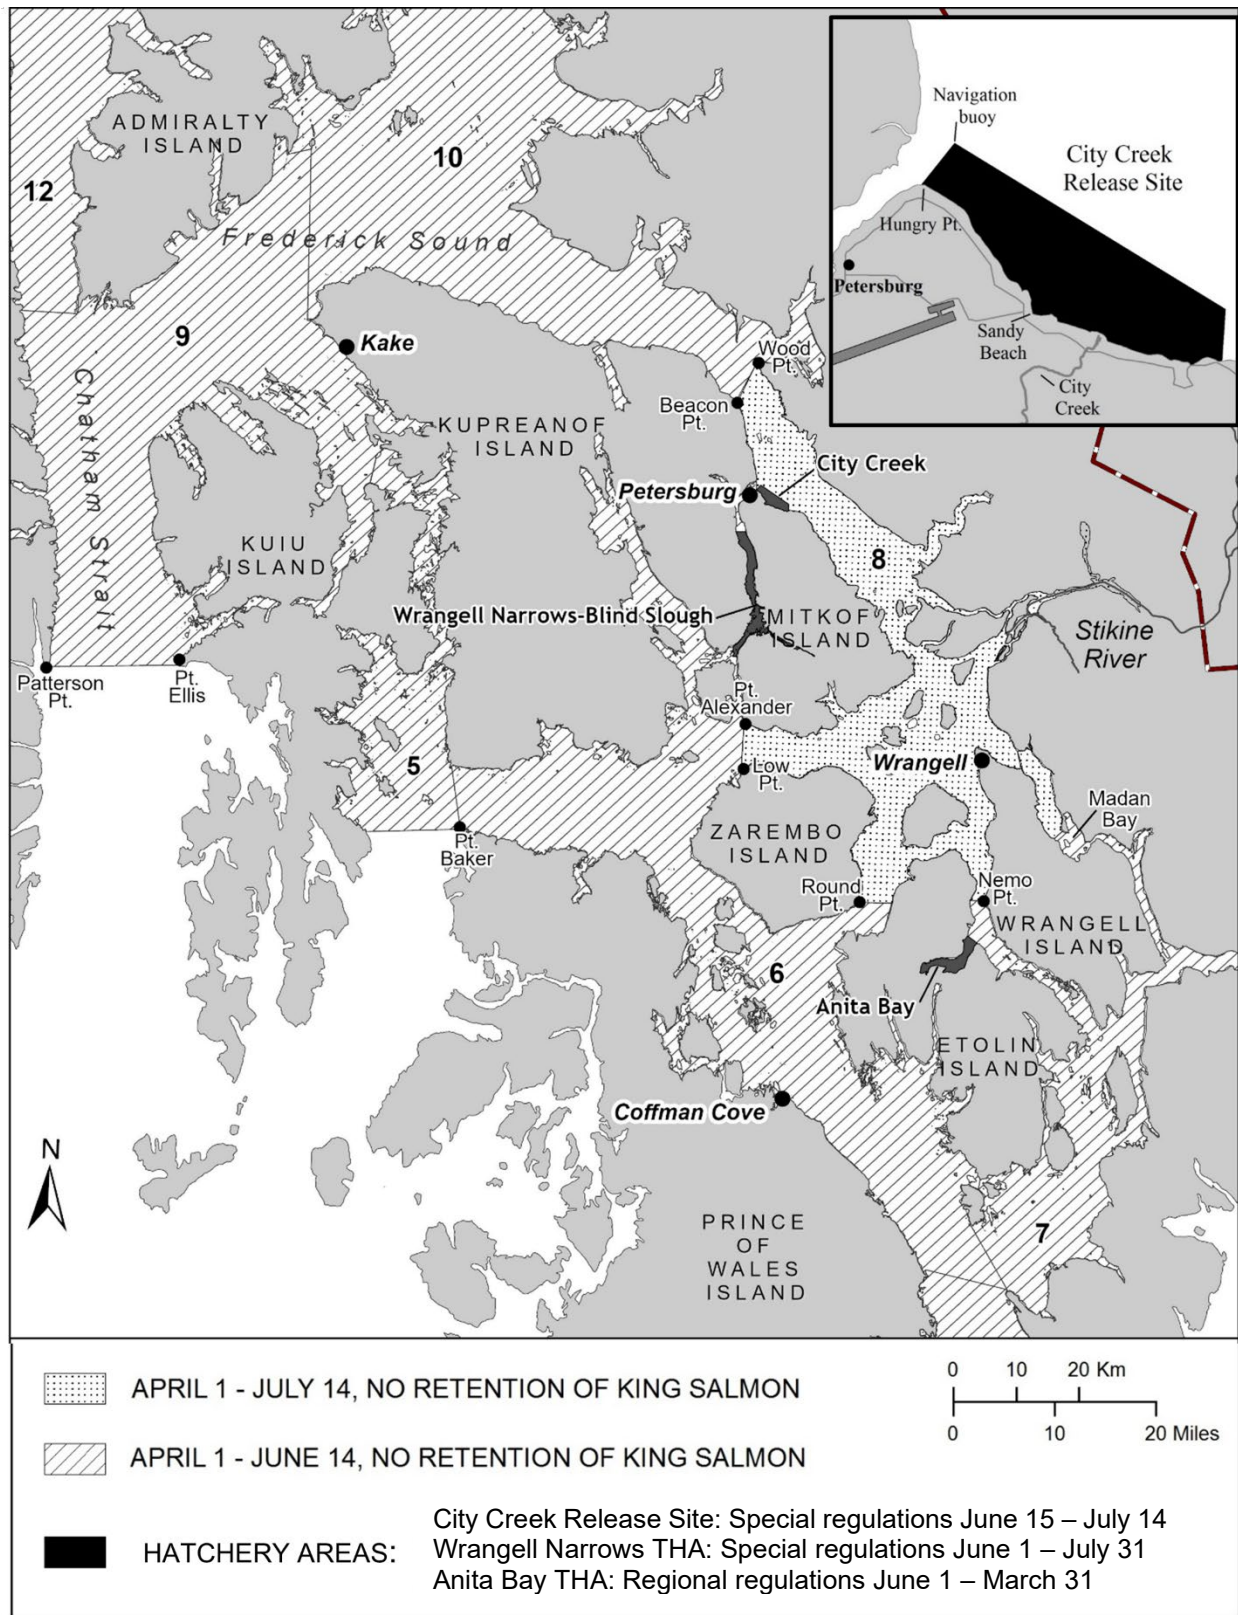 ADMIRALTY
ISLAND
12
10
Frederick Sound
9
Kake
Chatham Strait
KUPREANOF
ISLAND
Wood
Pt.
Beacon
Pt.
City Creek
Petersburg
8
KUIU
ISLAND
Wrangell Narrows-Blind Slough
MITKOF
ISLAND
Stikine
River
Patterson
Pt.
Pt.
Ellis
Pt.
Alexander
5
Low
Pt.
Wrangell
Madan
Bay
Pt.
Baker
ZAREMBO
ISLAND
Round
Pt.
Nemo
Pt.
WRANGELL
ISLAND
6
Anita Bay
ETOLIN
ISLAND
Coffman Cove
N
PRINCE
OF
WALES
ISLAND
7
Navigation
buoy
City Creek
Release Site
Hungry Pt.
Petersburg
Sandy
Beach
City
Creek
APRIL 1 - JULY 14, NO RETENTION OF KING SALMON
APRIL 1 - JUNE 14, NO RETENTION OF KING SALMON
0 10 20 Km
0 10 20 Miles
HATCHERY AREAS:
City Creek Release Site: Special regulations June 15 – July 14
Wrangell Narrows THA: Special regulations June 1 – July 31
Anita Bay THA: Regional regulations June 1 – March 31